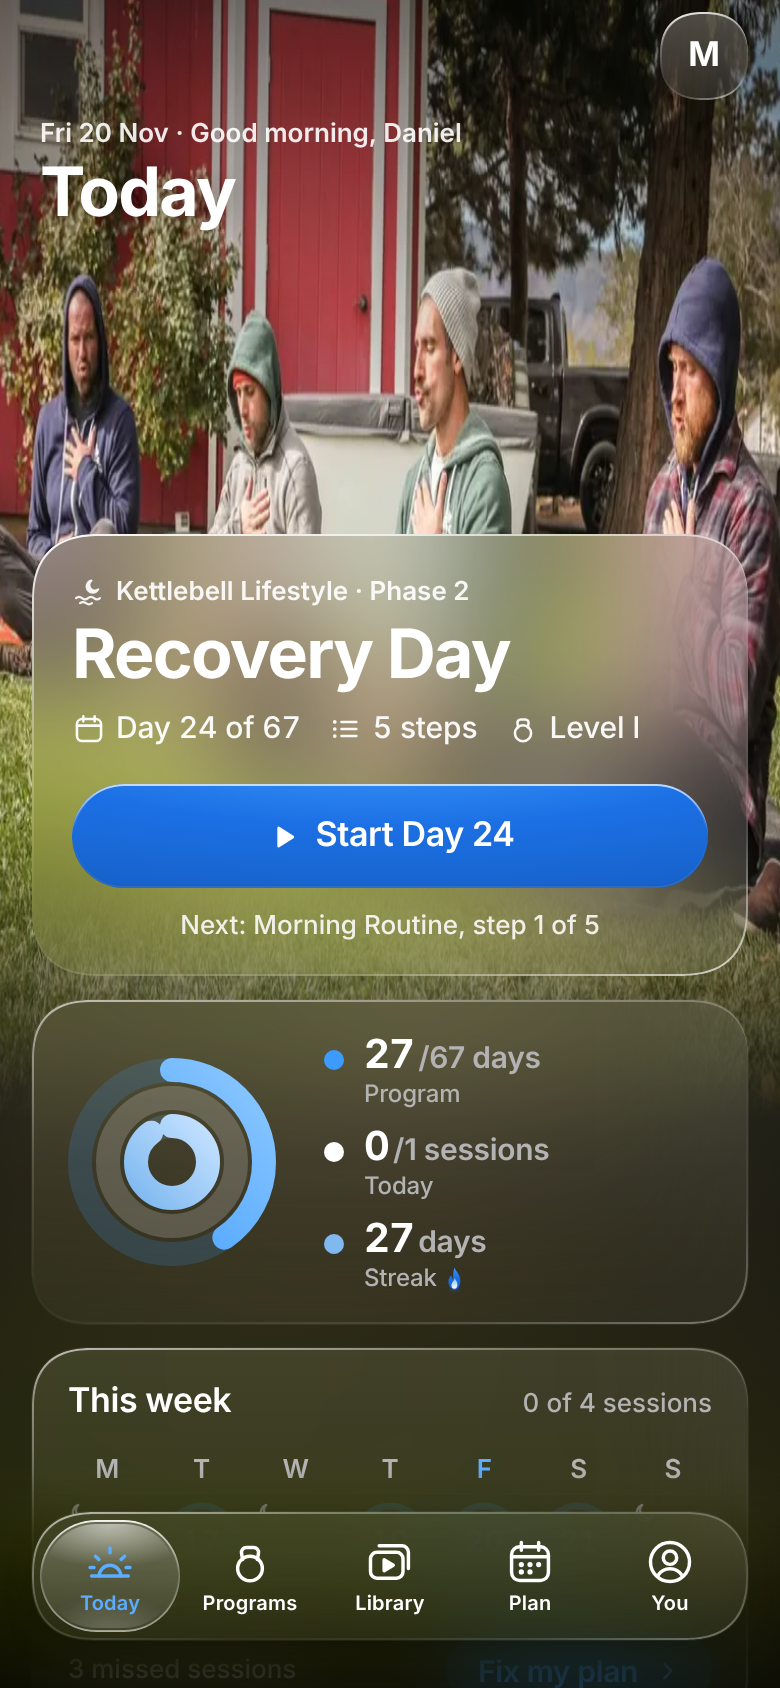 M
Fri 20 Nov · Good morning, Daniel
Today
Kettlebell Lifestyle · Phase 2
Recovery Day
Day 24 of 67 5 steps Level I
Start Day 24
Next: Morning Routine, step 1 of 5
27/67 days
Program
0/1 sessions
Today
27 days
Streak
This week 0 of 4 sessions
M T W T F S S
Today Programs Library Plan You
3 missed sessions Fix my plan